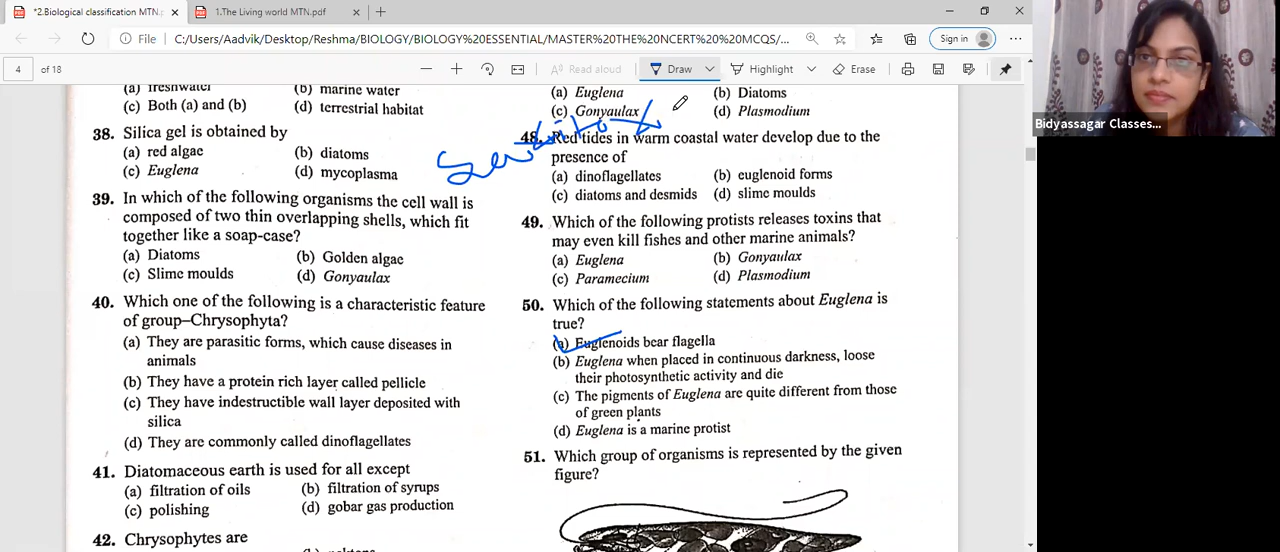 *2.Biological classification MTN.
1.The Living world MTN.pdf
File
C:/Users/Aadvik/Desktop/Reshma/BIOLOGY/BIOLOGY%20ESSENTIAL/MASTER%20THE%20NCERT%20%20MCQS/...
Sign in
4 of 18
Read aloud
Draw
Highlight
Erase
Bidyassagar Classes...
(a) freshwater
(b) marine water
(c) Both (a) and (b)
(d) terrestrial habitat
38. Silica gel is obtained by
(a) red algae
(b) diatoms
(c) Euglena
(d) mycoplasma
39. In which of the following organisms the cell wall is
composed of two thin overlapping shells, which fit
together like a soap-case?
(a) Diatoms
(b) Golden algae
(c) Slime moulds
(d) Gonyaulax
40. Which one of the following is a characteristic feature
of group–Chrysophyta?
(a) They are parasitic forms, which cause diseases in
animals
(b) They have a protein rich layer called pellicle
(c) They have indestructible wall layer deposited with
silica
(d) They are commonly called dinoflagellates
41. Diatomaceous earth is used for all except
(a) filtration of oils
(b) filtration of syrups
(c) polishing
(d) gobar gas production
42. Chrysophytes are
(a) Euglena
(b) Diatoms
(c) Gonyaulax
(d) Plasmodium
48. Red tides in warm coastal water develop due to the
presence of
(a) dinoflagellates
(b) euglenoid forms
(c) diatoms and desmids
(d) slime moulds
49. Which of the following protists releases toxins that
may even kill fishes and other marine animals?
(a) Euglena
(b) Gonyaulax
(c) Paramecium
(d) Plasmodium
50. Which of the following statements about Euglena is
true?
(a) Euglenoids bear flagella
(b) Euglena when placed in continuous darkness, loose
their photosynthetic activity and die
(c) The pigments of Euglena are quite different from those
of green plants
(d) Euglena is a marine protist
51. Which group of organisms is represented by the given
figure?